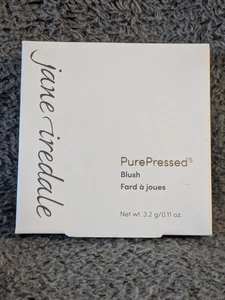 jane iredale
PurePressed®
Blush
Fard à joues
Net wt. 3.2 g/0.11 oz.